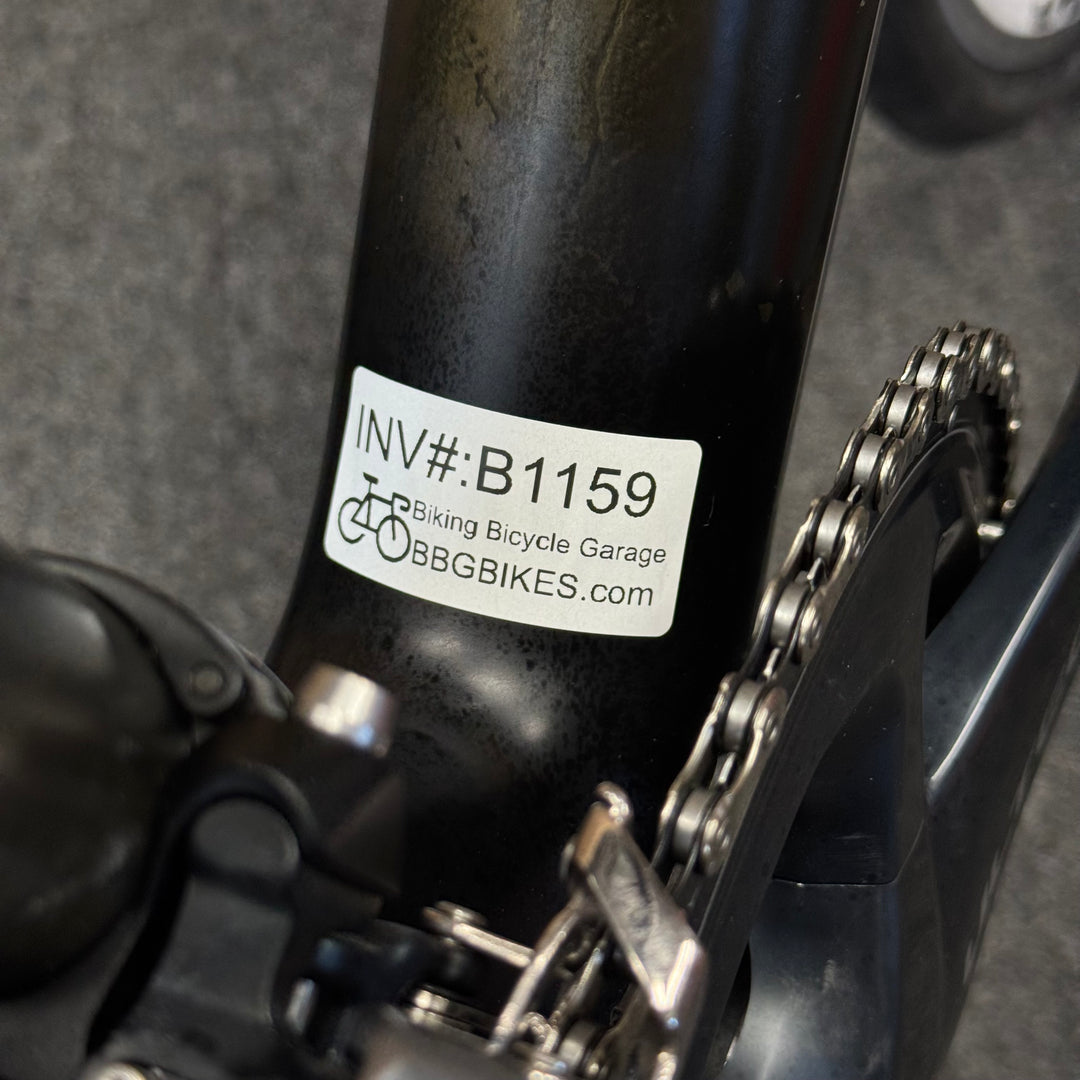 INV#:B1159
Biking Bicycle Garage
BBGBIKES.com